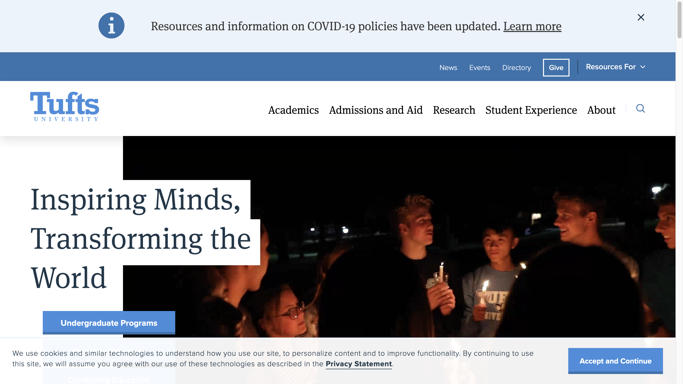 Resources and information on COVID-19 policies have been updated. Learn more
News
Events
Directory
Give
Resources For
Tufts
UNIVERSITY
Academics
Admissions and Aid
Research
Student Experience
About
Inspiring Minds,
Transforming the
World
Undergraduate Programs
We use cookies and similar technologies to understand how you use our site, to personalize content and to improve functionality. By continuing to use
this site, we will assume you agree with our use of these technologies as described in the Privacy Statement.
Accept and Continue